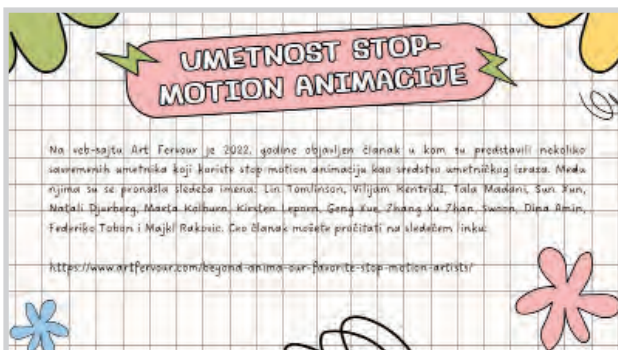 UMETNOST STOP-
MOTION ANIMACIJE
Na veb-sajtu Art Fervour je 2022. godine objavljen članak u kom su predstavili nekoliko
savremenih umetnika koji koriste stop-motion animaciju kao sredstvo umetničkog izraza. Među
njima su se pronašla sledeća imena: Lin Tomlinson, Vilijam Kentridž, Tala Madani, Sun Xun,
Natali Djurberg, Marta Kolburn, Kirsten Lepore, Geng Xue, Zhang Xu Zhan, Swoon, Dina Amin,
Federiko Tobon i Majkl Rakovic. Ceo članak možete pročitati na sledećem linku:
https://www.artfervour.com/beyond-anima-our-favorite-stop-motion-artists/